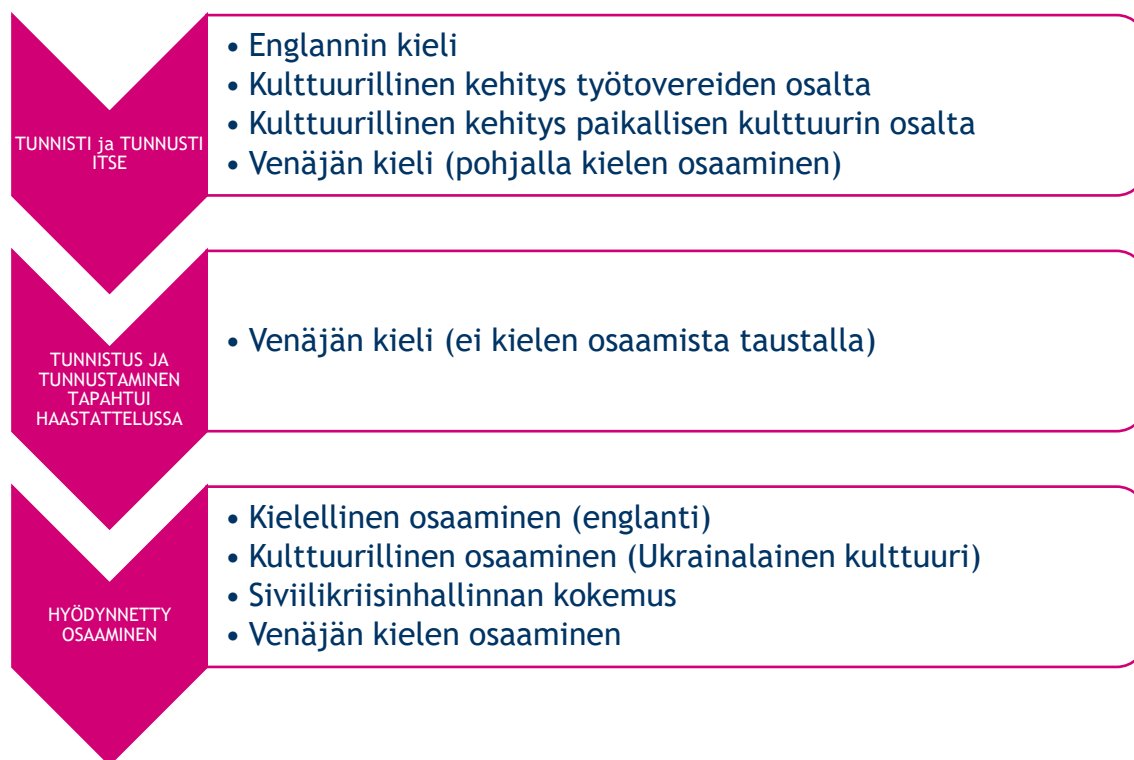 TUNNISTI ja TUNNUSTI
ITSE
• Englannin kieli
• Kulttuurillinen kehitys työtovereiden osalta
• Kulttuurillinen kehitys paikallisen kulttuurin osalta
• Venäjän kieli (pohjalla kielen osaaminen)
TUNNISTUS JA
TUNNUSTAMINEN
TAPAHTUI
HAASTATTELUSSA
• Venäjän kieli (ei kielen osaamista taustalla)
HYÖDYNNETTY
OSAAMINEN
• Kielellinen osaaminen (englanti)
• Kulttuurillinen osaaminen (Ukrainalainen kulttuuri)
• Siviilikriisinhallinnan kokemus
• Venäjän kielen osaaminen